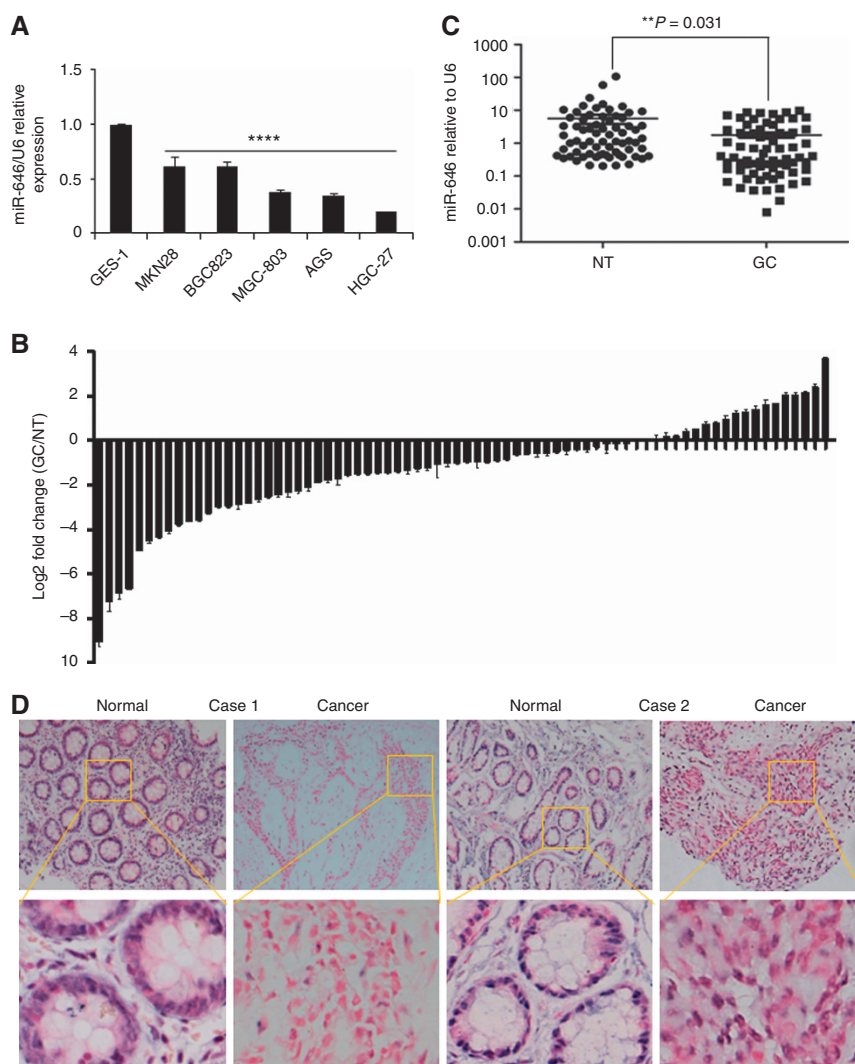 A
miR-646/U6 relative
expression
1.5
1.0
0.5
0
****
GES-1
MKN28
BGC823
MGC-803
AGS
HGC-27
C
**P = 0.031
miR-646 relative to U6
1000
100
10
1
0.1
0.01
0.001
NT
GC
B
Log2 fold change (GC/NT)
4
2
0
−2
−4
−6
−8
10
D
Normal Case 1 Cancer Normal Case 2 Cancer